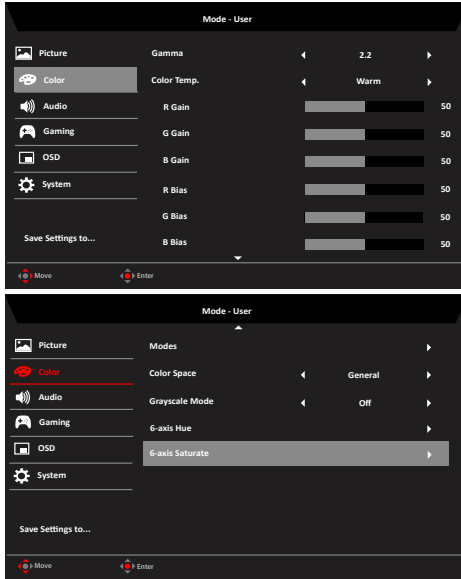 Mode - User
Picture Gamma 2.2
Color Color Temp. Warm
Audio R Gain 50
Gaming G Gain 50
OSD B Gain 50
System R Bias 50
G Bias 50
Save Settings to... B Bias 50
Move Enter
Mode - User
Picture Modes
Color Color Space General
Audio Grayscale Mode Off
Gaming 6-axis Hue
OSD 6-axis Saturate
System
Save Settings to...
Move Enter